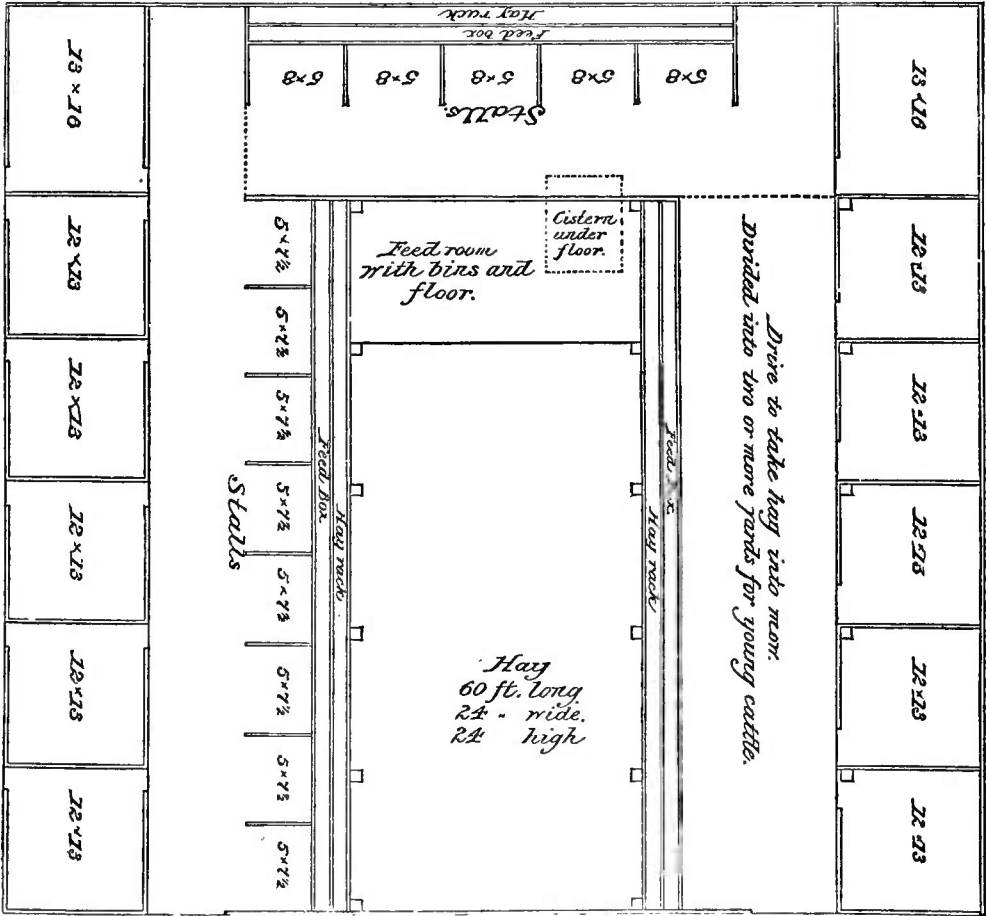 Hay rack
Feed box
5×8 5×8 5×8 5×8 5×8
Stalls.
13 × 16
12 × 13
12 × 13
12 × 13
12 × 13
12 × 13
5×7½
5×7½
5×7½
5×7½
5×7½
5×7½
5×7½
5×7½
Stalls
Feed Box
Hay rack
Feed room
with bins and
floor.
Cistern
under
floor.
Hay
60 ft. long
24 " wide.
24 high
Hay rack
Feed Box
Drive to take hay into mow.
Divided into two or more yards for young cattle.
13 × 16
12 × 13
12 × 13
12 × 13
12 × 13
12 × 13